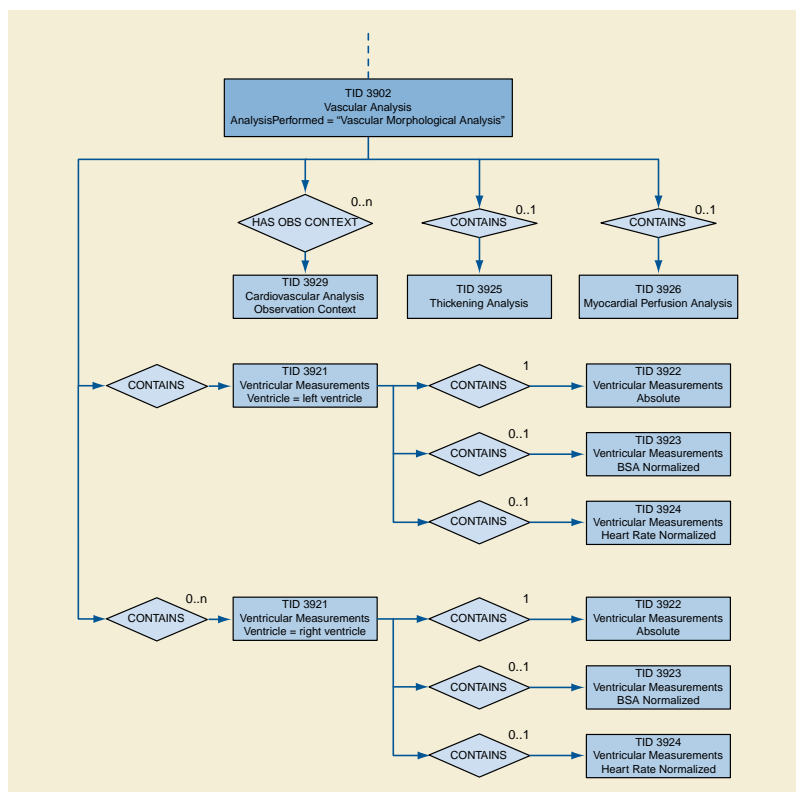 TID 3902
Vascular Analysis
AnalysisPerformed = “Vascular Morphological Analysis”
0..n
HAS OBS CONTEXT
0..1
CONTAINS
0..1
CONTAINS
TID 3929
Cardiovascular Analysis
Observation Context
TID 3925
Thickening Analysis
TID 3926
Myocardial Perfusion Analysis
CONTAINS
TID 3921
Ventricular Measurements
Ventricle = left ventricle
1
CONTAINS
TID 3922
Ventricular Measurements
Absolute
0..1
CONTAINS
TID 3923
Ventricular Measurements
BSA Normalized
0..1
CONTAINS
TID 3924
Ventricular Measurements
Heart Rate Normalized
0..n
CONTAINS
TID 3921
Ventricular Measurements
Ventricle = right ventricle
1
CONTAINS
TID 3922
Ventricular Measurements
Absolute
0..1
CONTAINS
TID 3923
Ventricular Measurements
BSA Normalized
0..1
CONTAINS
TID 3924
Ventricular Measurements
Heart Rate Normalized